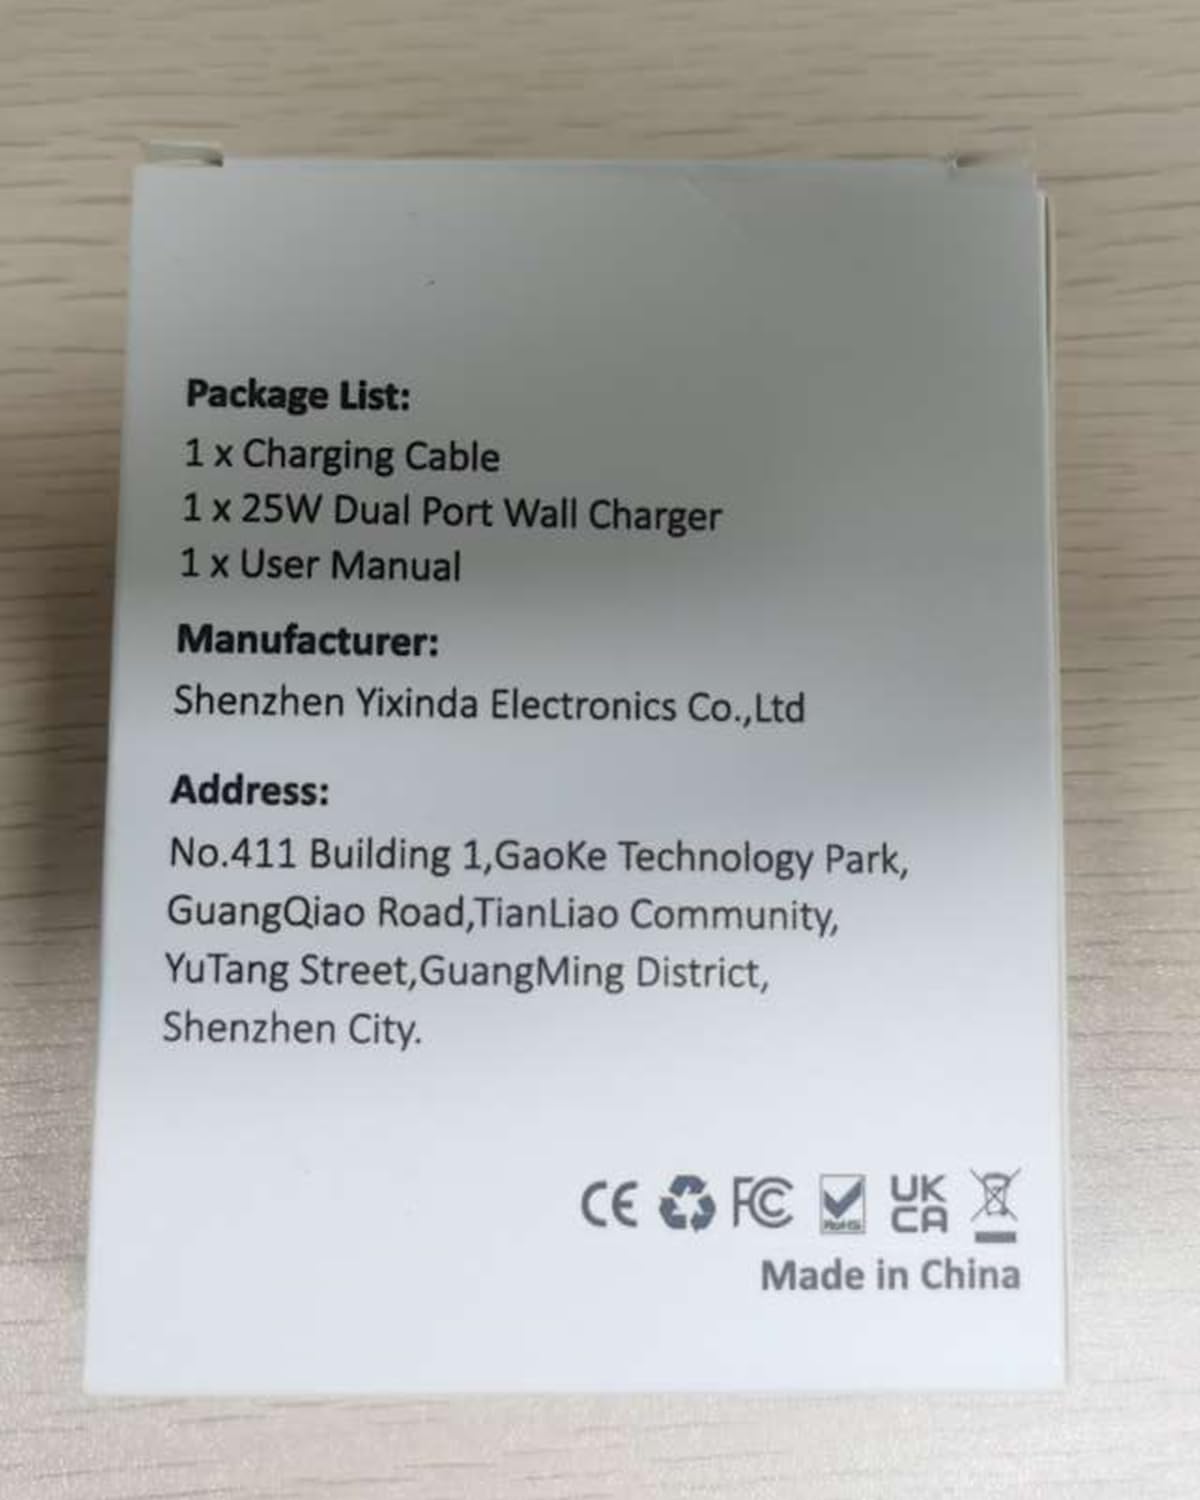 Package List:
1 x Charging Cable
1 x 25W Dual Port Wall Charger
1 x User Manual
Manufacturer:
Shenzhen Yixinda Electronics Co.,Ltd
Address:
No.411 Building 1,GaoKe Technology Park,
GuangQiao Road,TianLiao Community,
YuTang Street,GuangMing District,
Shenzhen City.
CE FC RoHS UK CA
Made in China